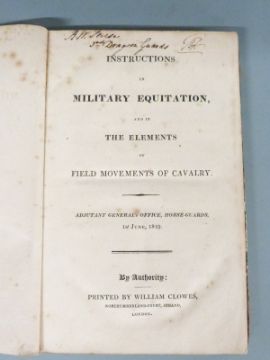 Dragoon Guards
INSTRUCTIONS
IN
MILITARY EQUITATION,
AND IN
THE ELEMENTS
OF
FIELD MOVEMENTS OF CAVALRY.
ADJUTANT GENERAL'S OFFICE, HORSE-GUARDS,
By Authority:
PRINTED BY WILLIAM CLOWES,
NORTHUMBERLAND-COURT, STRAND,
LONDON.